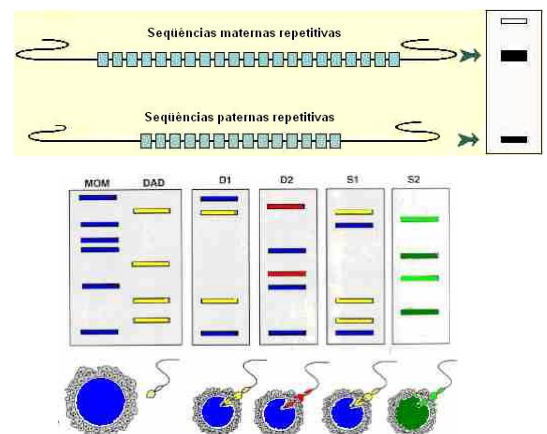 Seqüências maternas repetitivas
Seqüências paternas repetitivas
MOM DAD D1 D2 S1 S2